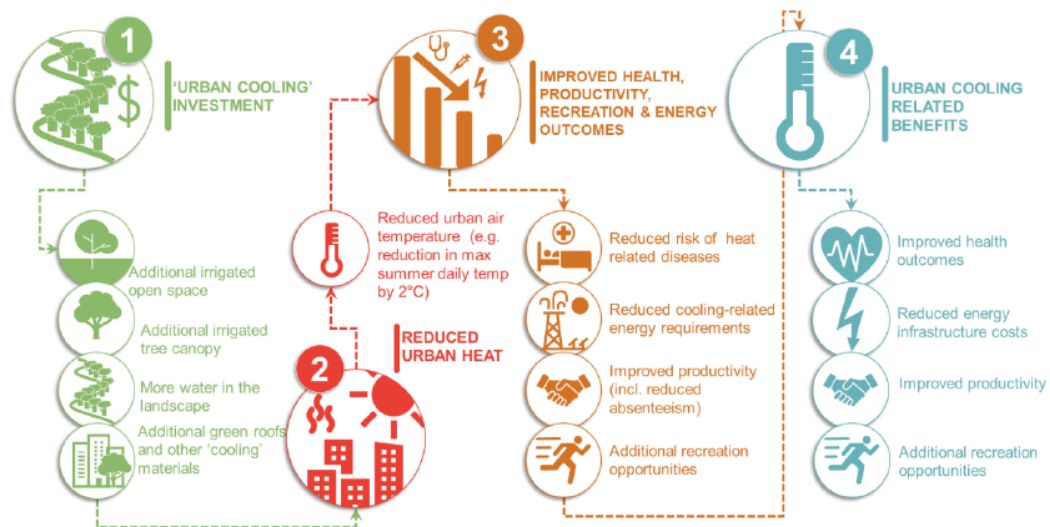 1
'URBAN COOLING'
INVESTMENT
$
Additional irrigated
open space
Additional irrigated
tree canopy
More water in the
landscape
Additional green roofs
and other 'cooling'
materials
2
REDUCED
URBAN HEAT
Reduced urban air
temperature (e.g.
reduction in max
summer daily temp
by 2°C)
3
IMPROVED HEALTH,
PRODUCTIVITY,
RECREATION & ENERGY
OUTCOMES
Reduced risk of heat
related diseases
Reduced cooling-related
energy requirements
Improved productivity
(incl. reduced
absenteeism)
Additional recreation
opportunities
4
URBAN COOLING
RELATED
BENEFITS
Improved health
outcomes
Reduced energy
infrastructure costs
Improved productivity
Additional recreation
opportunities